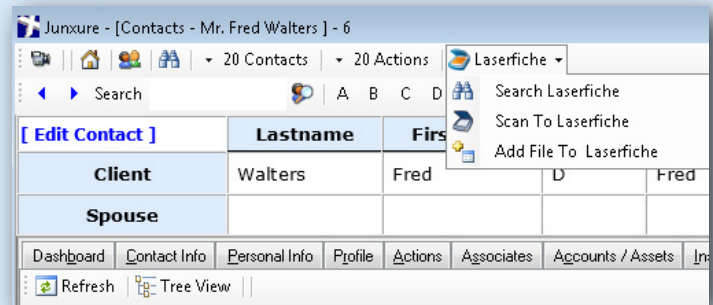 Junxure - [Contacts - Mr. Fred Walters ] - 6
20 Contacts 20 Actions Laserfiche
Search A B C D
Search Laserfiche
Scan To Laserfiche
Add File To Laserfiche
[ Edit Contact ] Lastname Firs
Client Walters Fred D Fred
Spouse
Dashboard Contact Info Personal Info Profile Actions Associates Accounts / Assets In
Refresh Tree View